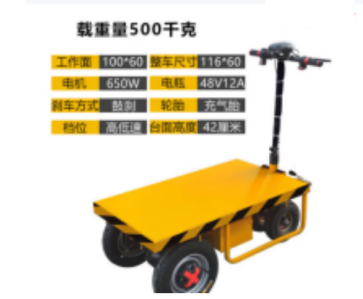 载重量500千克
工作面 100*60 整车尺寸 116*60
电机 650W 电瓶 48V12A
刹车方式 鼓刹 轮胎 充气胎
档位 高低速 台面高度 42厘米